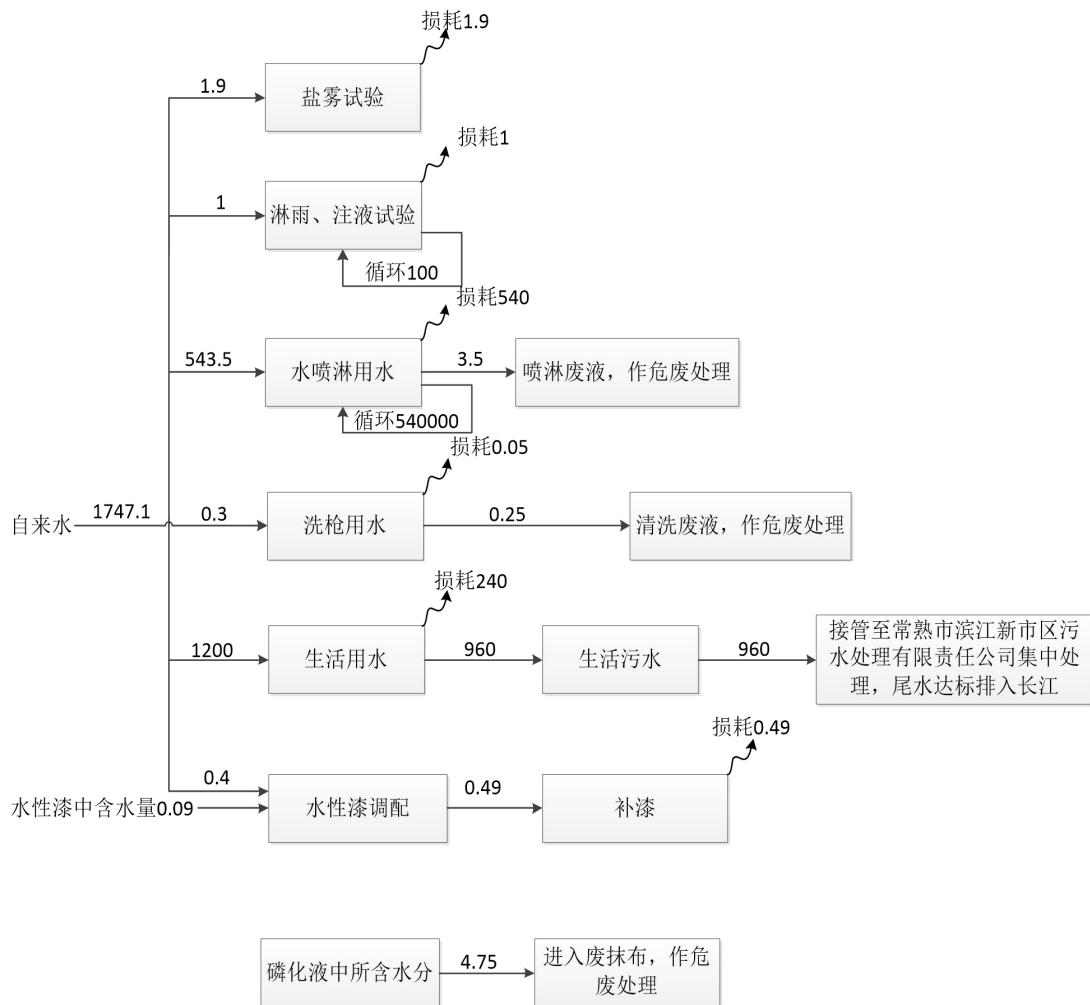 损耗1.9
1.9
盐雾试验
损耗1
1
淋雨、注液试验
循环100
损耗540
543.5
水喷淋用水
3.5
喷淋废液，作危废处理
循环540000
损耗0.05
自来水
1747.1
0.3
洗枪用水
0.25
清洗废液，作危废处理
损耗240
1200
生活用水
960
生活污水
960
接管至常熟市滨江新市区污
水处理有限责任公司集中处
理，尾水达标排入长江
损耗0.49
0.4
水性漆中含水量0.09
水性漆调配
0.49
补漆
磷化液中所含水分
4.75
进入废抹布，作危
废处理